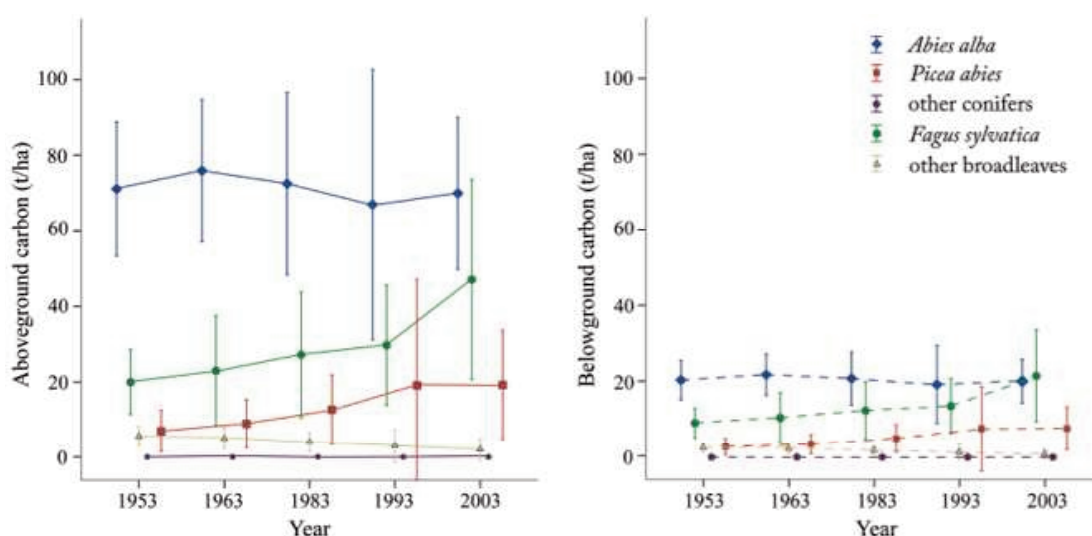 Aboveground carbon (t/ha)
100
80
60
40
20
0
1953 1963 1983 1993 2003
Year
Belowground carbon (t/ha)
100
80
60
40
20
0
1953 1963 1983 1993 2003
Year
Abies alba
Picea abies
other conifers
Fagus sylvatica
other broadleaves